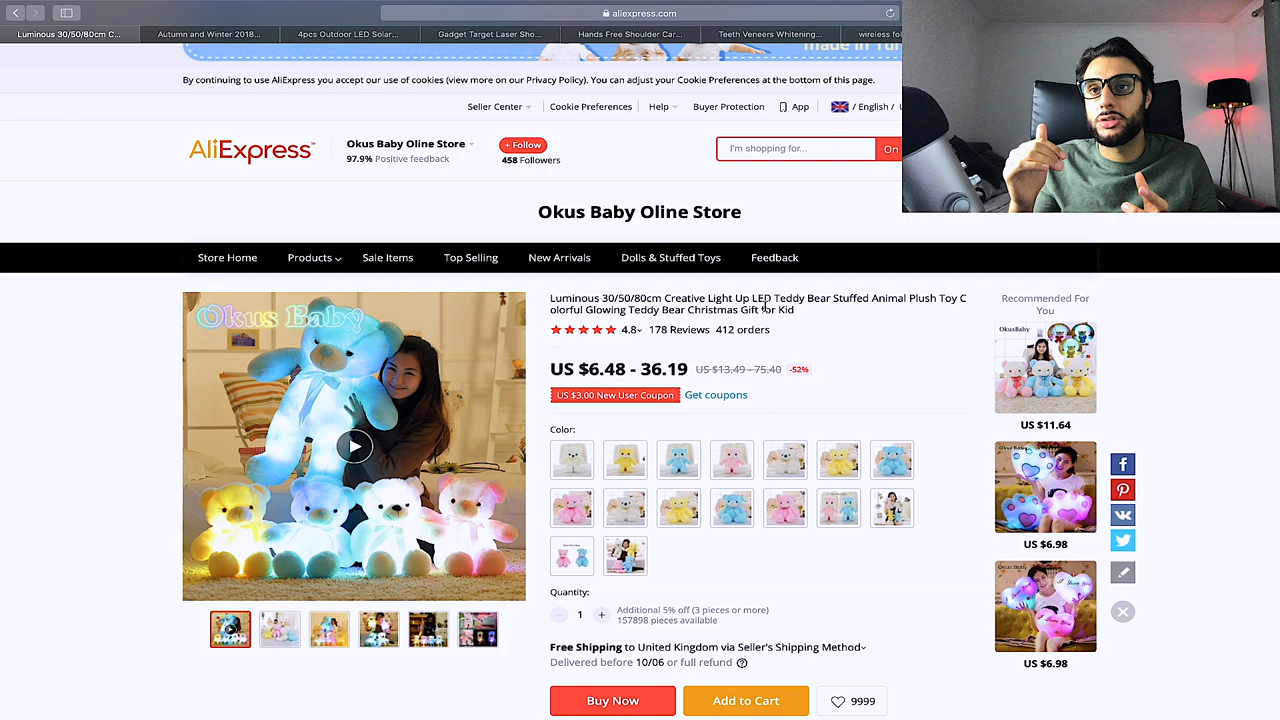 aliexpress.com
Luminous 30/50/80cm C...
Autumn and Winter 2018...
4pcs Outdoor LED Solar...
Gadget Target Laser Sho...
Hands Free Shoulder Car...
Teeth Veneers Whitening...
wireless fol
made in Tur
By continuing to use AliExpress you accept our use of cookies (view more on our Privacy Policy). You can adjust your Cookie Preferences at the bottom of this page.
Seller Center
Cookie Preferences
Help
Buyer Protection
App
/ English /
AliExpress
Okus Baby Oline Store
97.9% Positive feedback
+ Follow
458 Followers
I'm shopping for...
On
Okus Baby Oline Store
Store Home
Products
Sale Items
Top Selling
New Arrivals
Dolls & Stuffed Toys
Feedback
Okus Baby
Luminous 30/50/80cm Creative Light Up LED Teddy Bear Stuffed Animal Plush Toy C
olorful Glowing Teddy Bear Christmas Gift for Kid
4.8
178 Reviews
412 orders
US $6.48 - 36.19
US $13.49 - 75.40
-52%
US $3.00 New User Coupon
Get coupons
Color:
Quantity:
1
Additional 5% off (3 pieces or more)
157898 pieces available
Free Shipping to United Kingdom via Seller's Shipping Method
Delivered before 10/06 or full refund
Buy Now
Add to Cart
9999
Recommended For
You
OkusBaby
US $11.64
US $6.98
I love you
I Love You
US $6.98